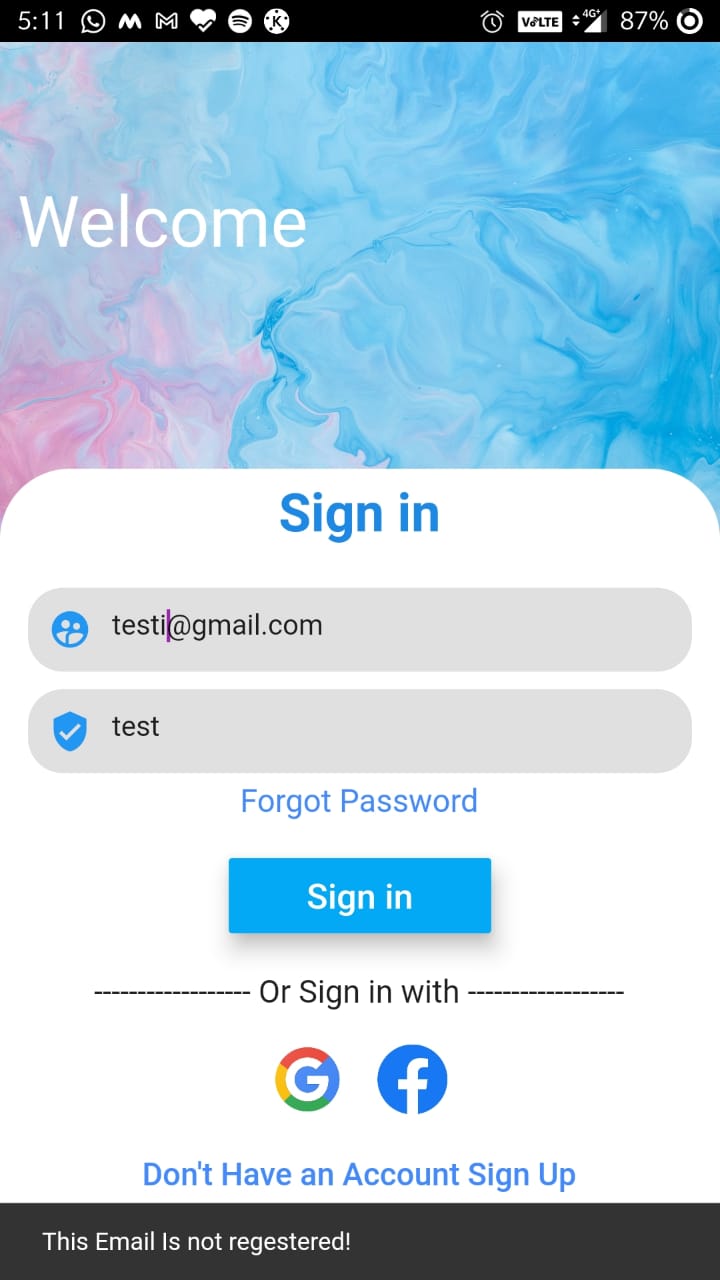 5:11 VoLTE 4G+ 87%
Welcome
Sign in
testi@gmail.com
test
Forgot Password
Sign in
------------------ Or Sign in with ------------------
Don't Have an Account Sign Up
This Email Is not regestered!